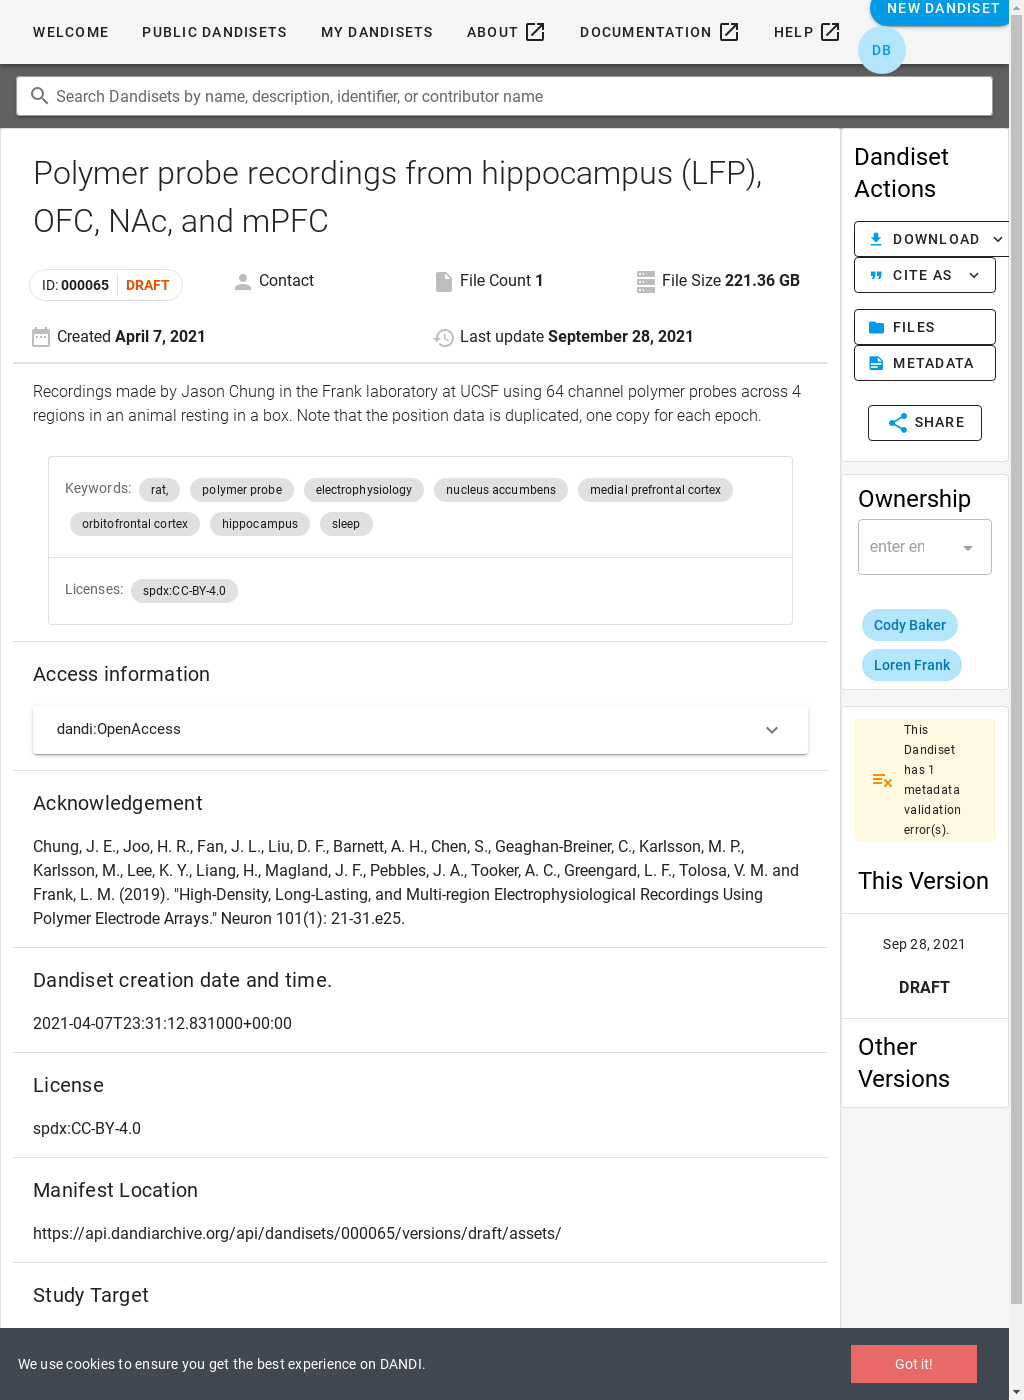 WELCOME PUBLIC DANDISETS MY DANDISETS ABOUT DOCUMENTATION HELP NEW DANDISET
DB
Search Dandisets by name, description, identifier, or contributor name
Polymer probe recordings from hippocampus (LFP),
OFC, NAc, and mPFC
ID: 000065 DRAFT Contact File Count 1 File Size 221.36 GB
Created April 7, 2021 Last update September 28, 2021
Recordings made by Jason Chung in the Frank laboratory at UCSF using 64 channel polymer probes across 4
regions in an animal resting in a box. Note that the position data is duplicated, one copy for each epoch.
Keywords: rat, polymer probe electrophysiology nucleus accumbens medial prefrontal cortex
orbitofrontal cortex hippocampus sleep
Licenses: spdx:CC-BY-4.0
Access information
dandi:OpenAccess
Acknowledgement
Chung, J. E., Joo, H. R., Fan, J. L., Liu, D. F., Barnett, A. H., Chen, S., Geaghan-Breiner, C., Karlsson, M. P.,
Karlsson, M., Lee, K. Y., Liang, H., Magland, J. F., Pebbles, J. A., Tooker, A. C., Greengard, L. F., Tolosa, V. M. and
Frank, L. M. (2019). "High-Density, Long-Lasting, and Multi-region Electrophysiological Recordings Using
Polymer Electrode Arrays." Neuron 101(1): 21-31.e25.
Dandiset creation date and time.
2021-04-07T23:31:12.831000+00:00
License
spdx:CC-BY-4.0
Manifest Location
https://api.dandiarchive.org/api/dandisets/000065/versions/draft/assets/
Study Target
Dandiset
Actions
DOWNLOAD
CITE AS
FILES
METADATA
SHARE
Ownership
enter en
Cody Baker
Loren Frank
This
Dandiset
has 1
metadata
validation
error(s).
This Version
Sep 28, 2021
DRAFT
Other
Versions
We use cookies to ensure you get the best experience on DANDI.
Got it!